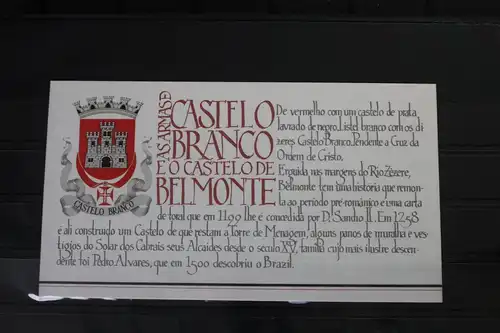 AS ARMAS D
CASTELO
BRANCO
E O CASTELO DE
BELMONTE
De vermelho com um castelo de prata
lavrado de negro. Listel branco com os di
zeres Castelo Branco. Pendente a Cruz da
Ordem de Cristo.
Erguida nas margens do Rio Zêzere,
Belmonte tem uma história que remon
ta ao período pré-românico e uma carta
de foral que em 1199 lhe é concedida por D. Sancho II. Em 1258
é ali construido um Castelo de que restam a Torre de Menagem, alguns panos de muralha e ves
tígios do Solar dos Cabrais seus Alcaides desde o século XV, família cujo mais ilustre descen
dente foi Pedro Alvares, que em 1500 descobriu o Brazil.
CASTELO BRANCO